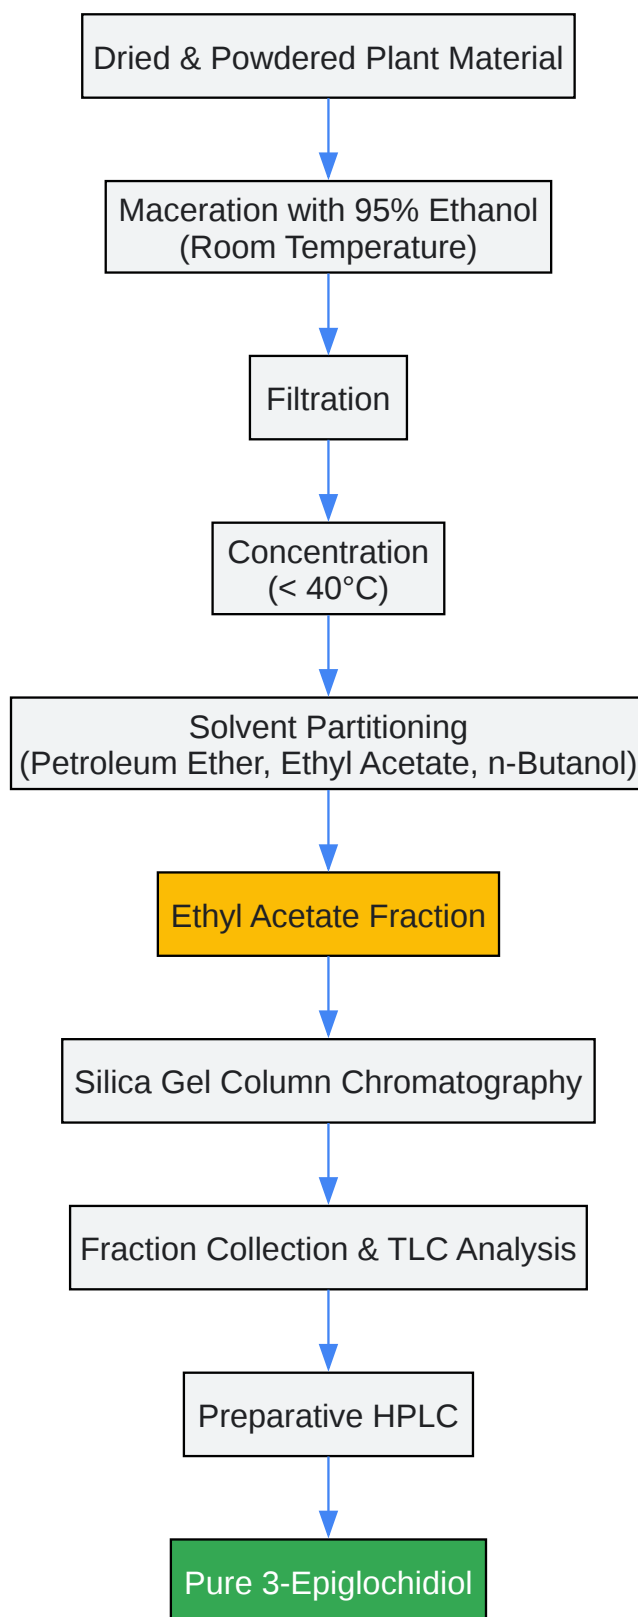 Dried & Powdered Plant Material
Maceration with 95% Ethanol
(Room Temperature)
Filtration
Concentration
(< 40°C)
Solvent Partitioning
(Petroleum Ether, Ethyl Acetate, n-Butanol)
Ethyl Acetate Fraction
Silica Gel Column Chromatography
Fraction Collection & TLC Analysis
Preparative HPLC
Pure 3-Epiglochidiol